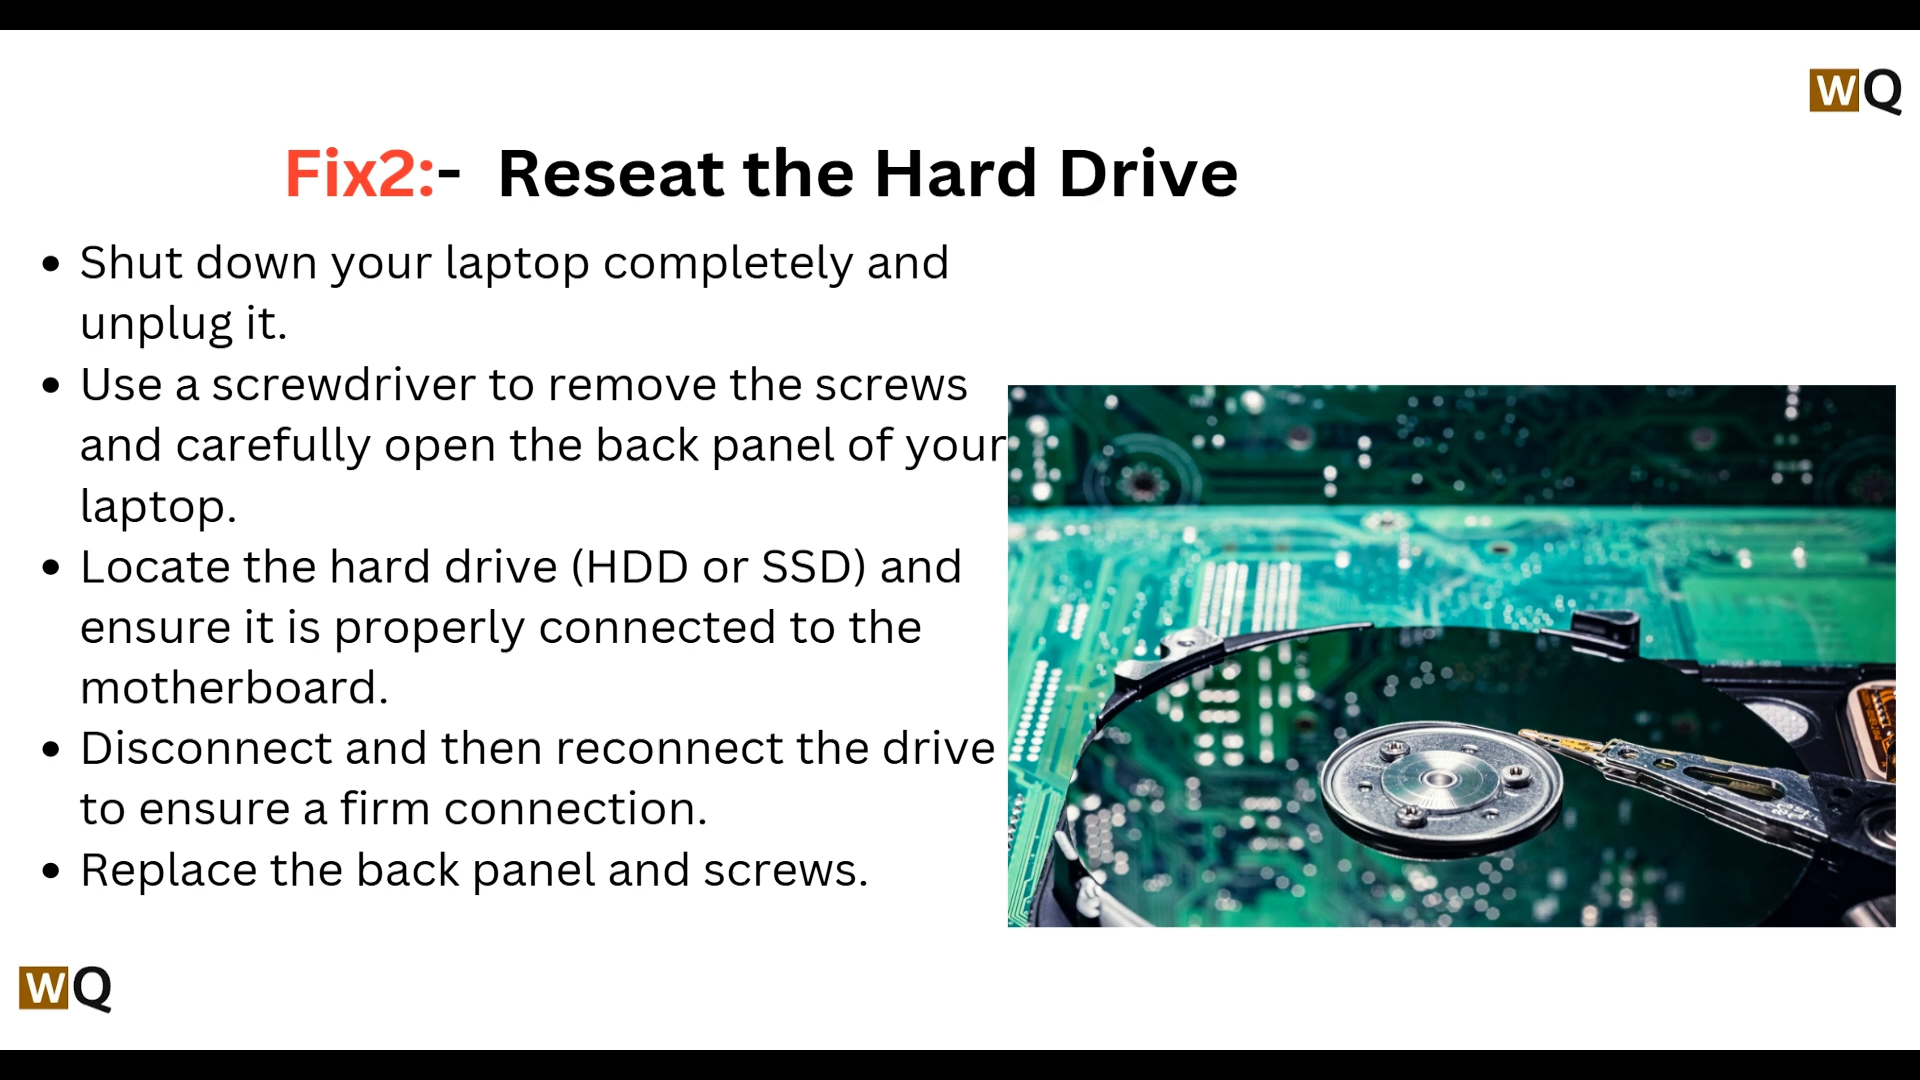 WQ
Fix2:- Reseat the Hard Drive
• Shut down your laptop completely and
unplug it.
• Use a screwdriver to remove the screws
and carefully open the back panel of your
laptop.
• Locate the hard drive (HDD or SSD) and
ensure it is properly connected to the
motherboard.
• Disconnect and then reconnect the drive
to ensure a firm connection.
• Replace the back panel and screws.
WQ